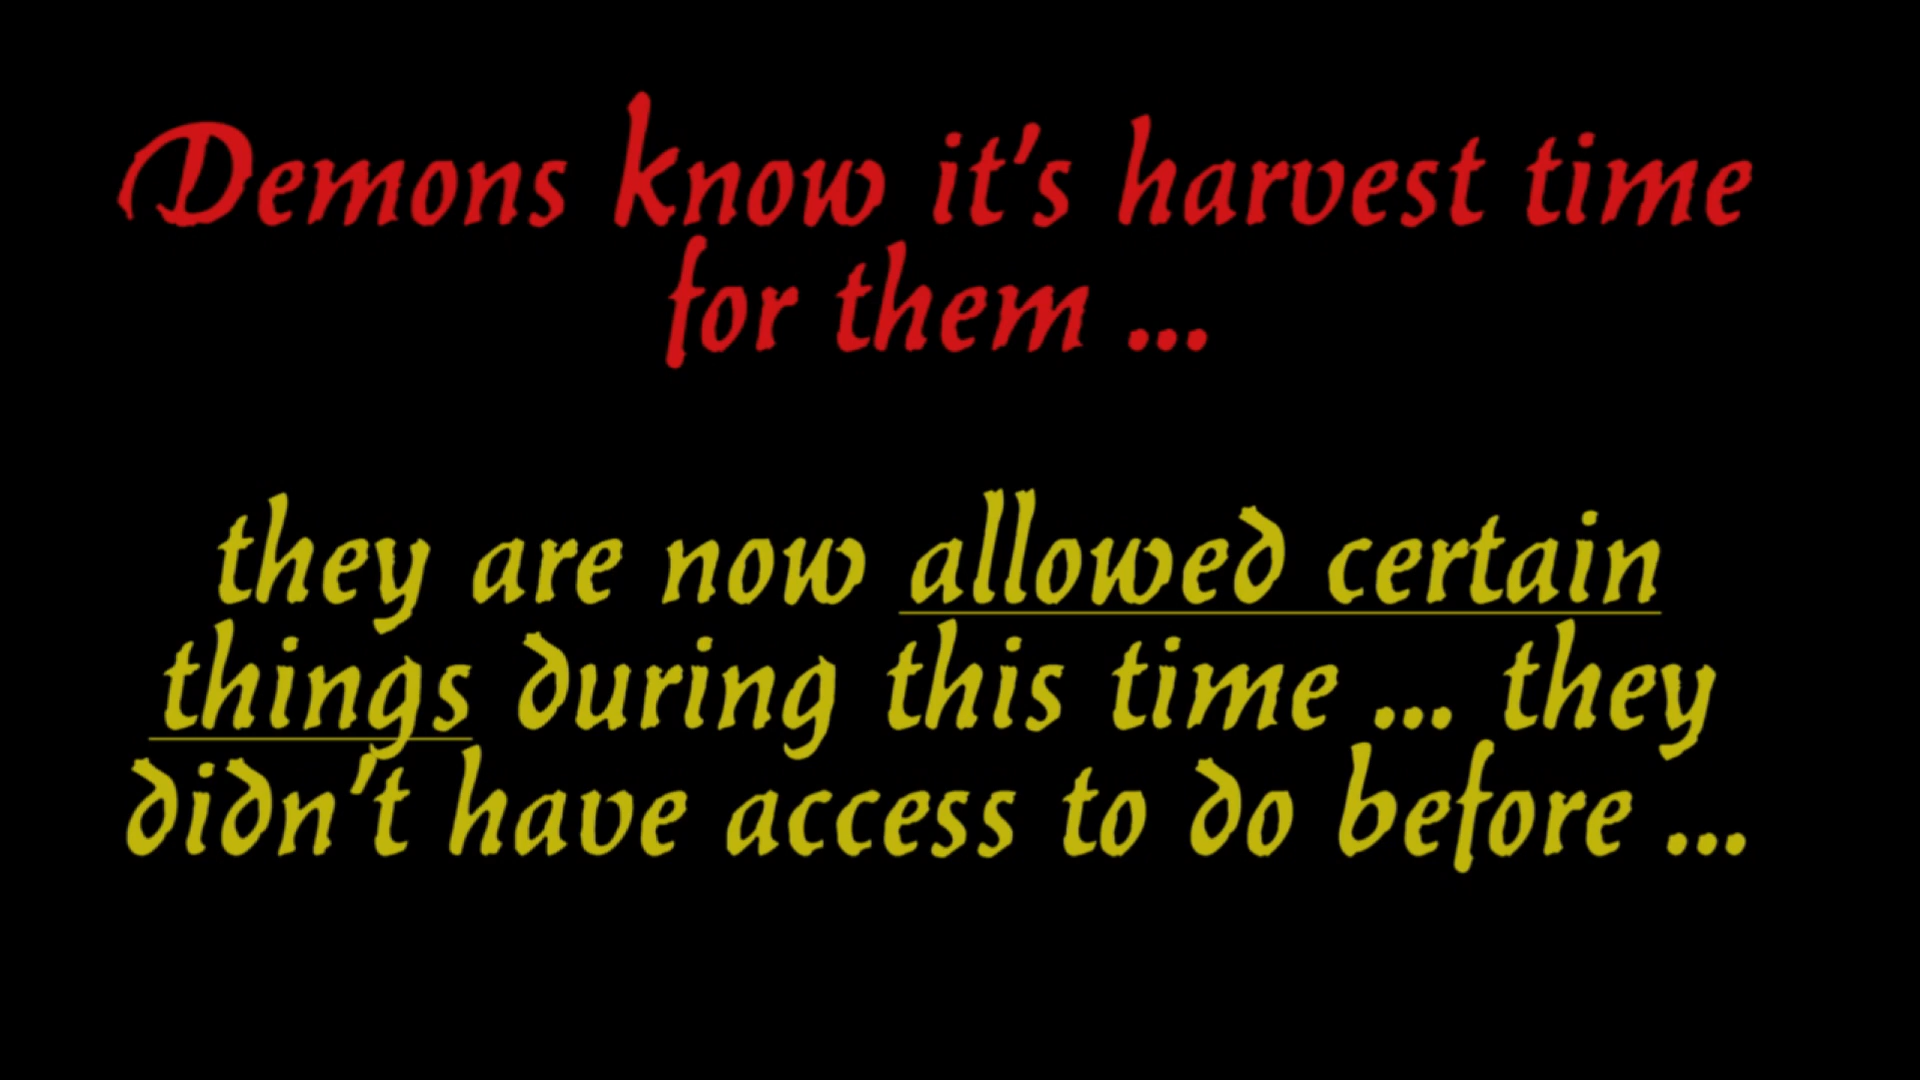 Demons know it's harvest time
for them ...
they are now allowed certain
things during this time ... they
didn't have access to do before ...